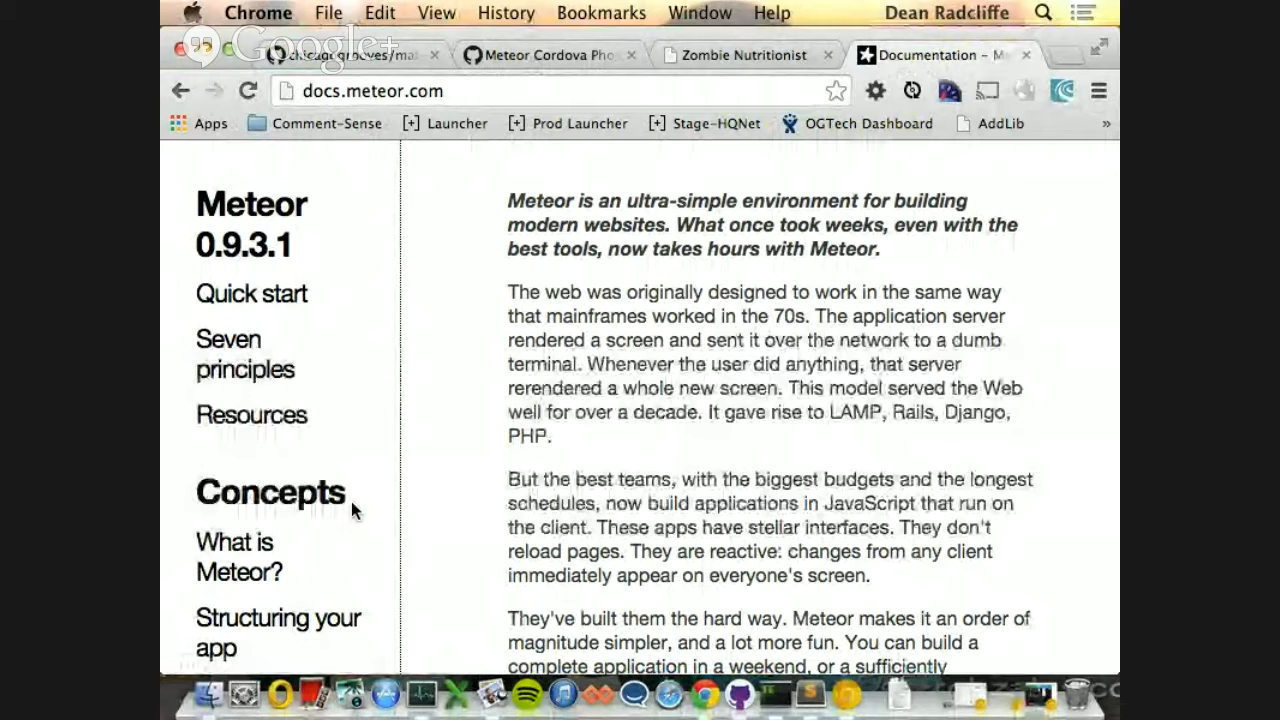 Chrome File Edit View History Bookmarks Window Help Dean Radcliffe
Google+
chicagogrooves/mat
Meteor Cordova Pho
Zombie Nutritionist
Documentation - Me
docs.meteor.com
Apps Comment-Sense [+] Launcher [+] Prod Launcher [+] Stage-HQNet OGTech Dashboard AddLib »
Meteor
0.9.3.1
Quick start
Seven
principles
Resources
Concepts
What is
Meteor?
Structuring your
app
Meteor is an ultra-simple environment for building
modern websites. What once took weeks, even with the
best tools, now takes hours with Meteor.
The web was originally designed to work in the same way
that mainframes worked in the 70s. The application server
rendered a screen and sent it over the network to a dumb
terminal. Whenever the user did anything, that server
rerendered a whole new screen. This model served the Web
well for over a decade. It gave rise to LAMP, Rails, Django,
PHP.
But the best teams, with the biggest budgets and the longest
schedules, now build applications in JavaScript that run on
the client. These apps have stellar interfaces. They don't
reload pages. They are reactive: changes from any client
immediately appear on everyone's screen.
They've built them the hard way. Meteor makes it an order of
magnitude simpler, and a lot more fun. You can build a
complete application in a weekend, or a sufficiently